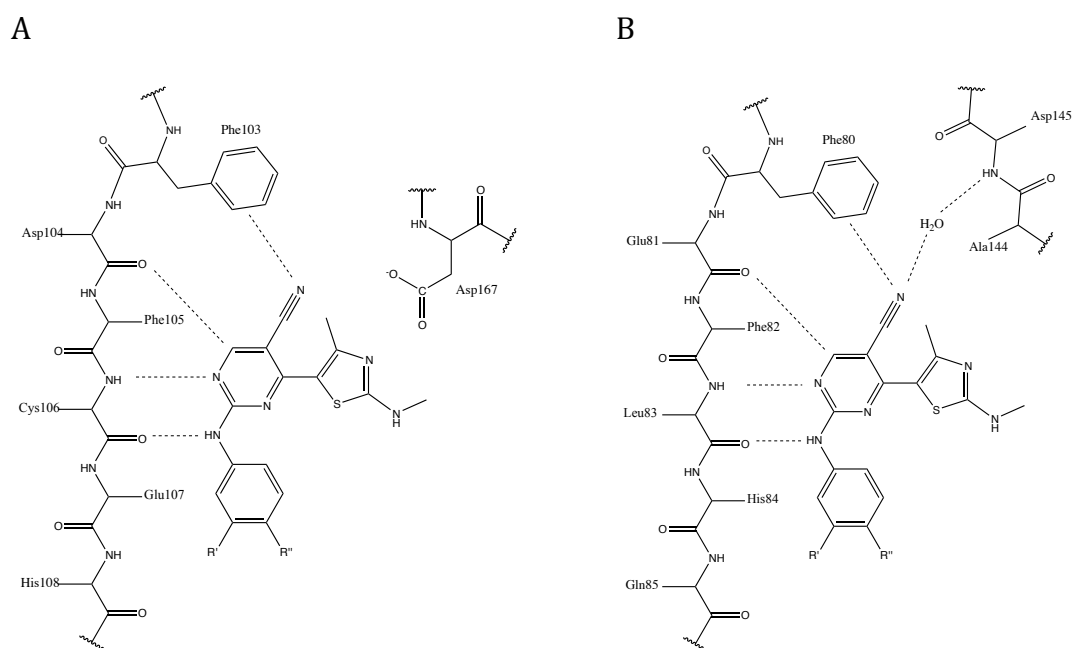 A
B
Phe103
NH
O
NH
Asp104
O
HN
Phe105
O
NH
Cys106
O
HN
Glu107
O
NH
His108
O
N
N
N
HN
N
S
N
H
R'
R"
O
HN
-O
C
O
Asp167
Phe80
NH
O
NH
Glu81
O
HN
Phe82
O
NH
Leu83
O
HN
His84
O
NH
Gln85
O
N
N
N
HN
N
S
N
H
R'
R"
O
Asp145
HN
O
H2O
Ala144